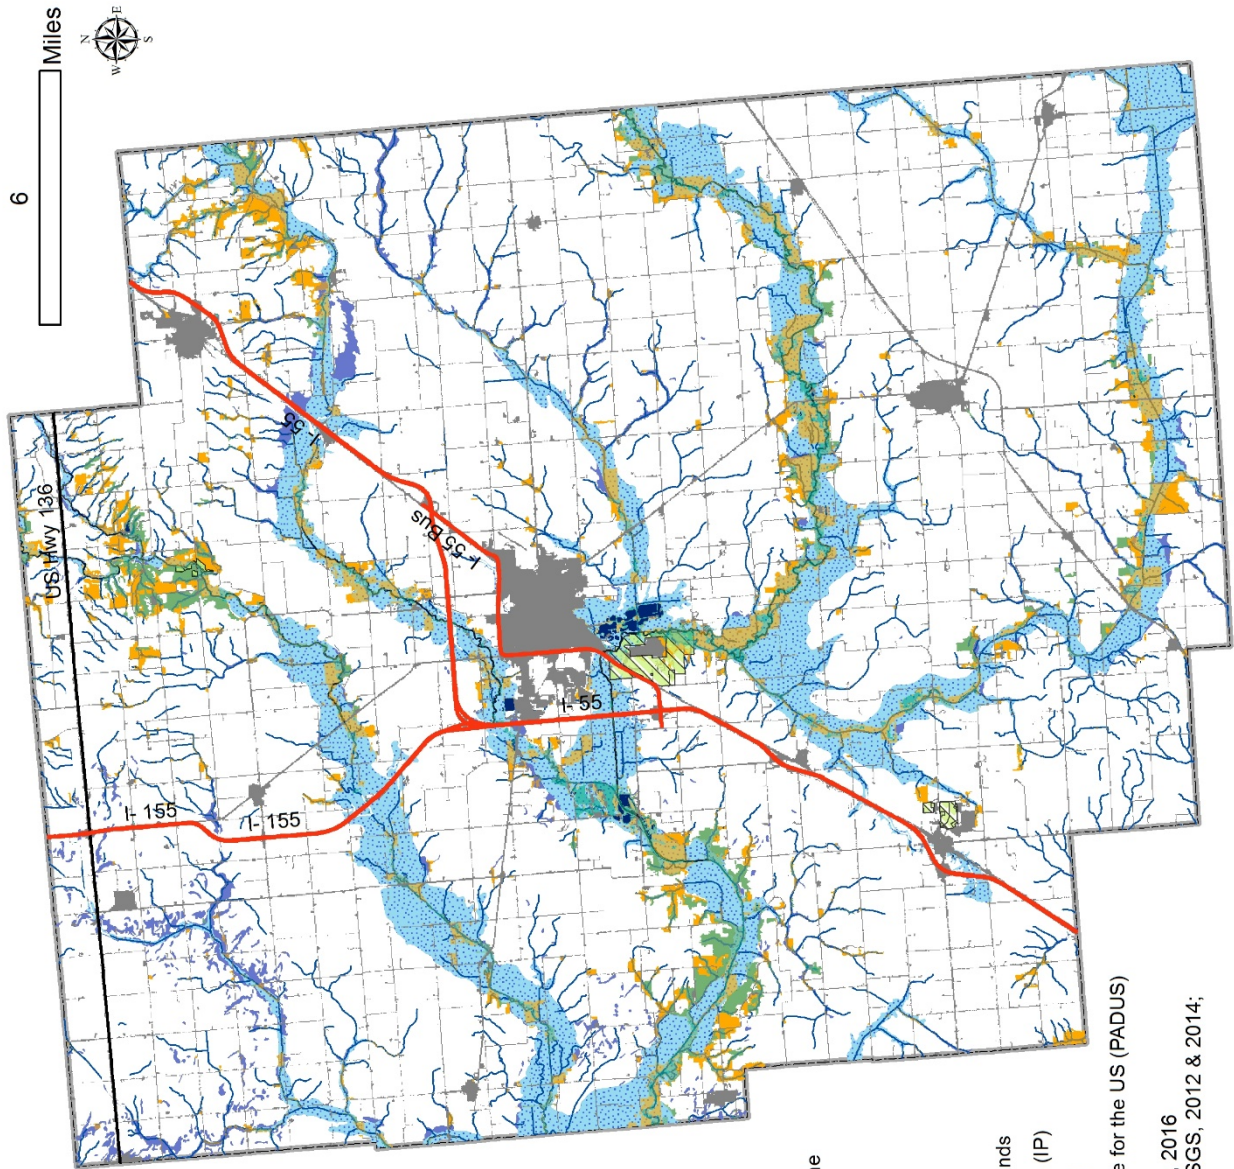 6
Miles
N
W E
S
US Hwy 136
I- 55
I-55 Bus
I- 155
I- 155
I- 55
ne
nds
(IP)
e for the US (PADUS)
, 2016
SGS, 2012 & 2014;